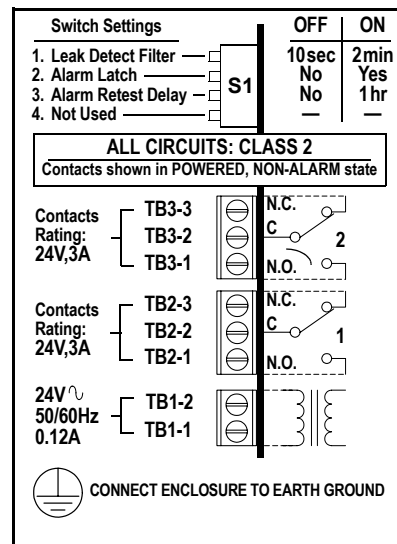 Switch Settings OFF ON
1. Leak Detect Filter 10sec 2min
2. Alarm Latch No Yes
3. Alarm Retest Delay No 1hr
4. Not Used — —
S1
ALL CIRCUITS: CLASS 2
Contacts shown in POWERED, NON-ALARM state
Contacts
Rating:
24V,3A
TB3-3 N.C.
TB3-2 C
TB3-1 N.O.
2
Contacts
Rating:
24V,3A
TB2-3 N.C.
TB2-2 C
TB2-1 N.O.
1
24V∿
50/60Hz
0.12A
TB1-2
TB1-1
CONNECT ENCLOSURE TO EARTH GROUND